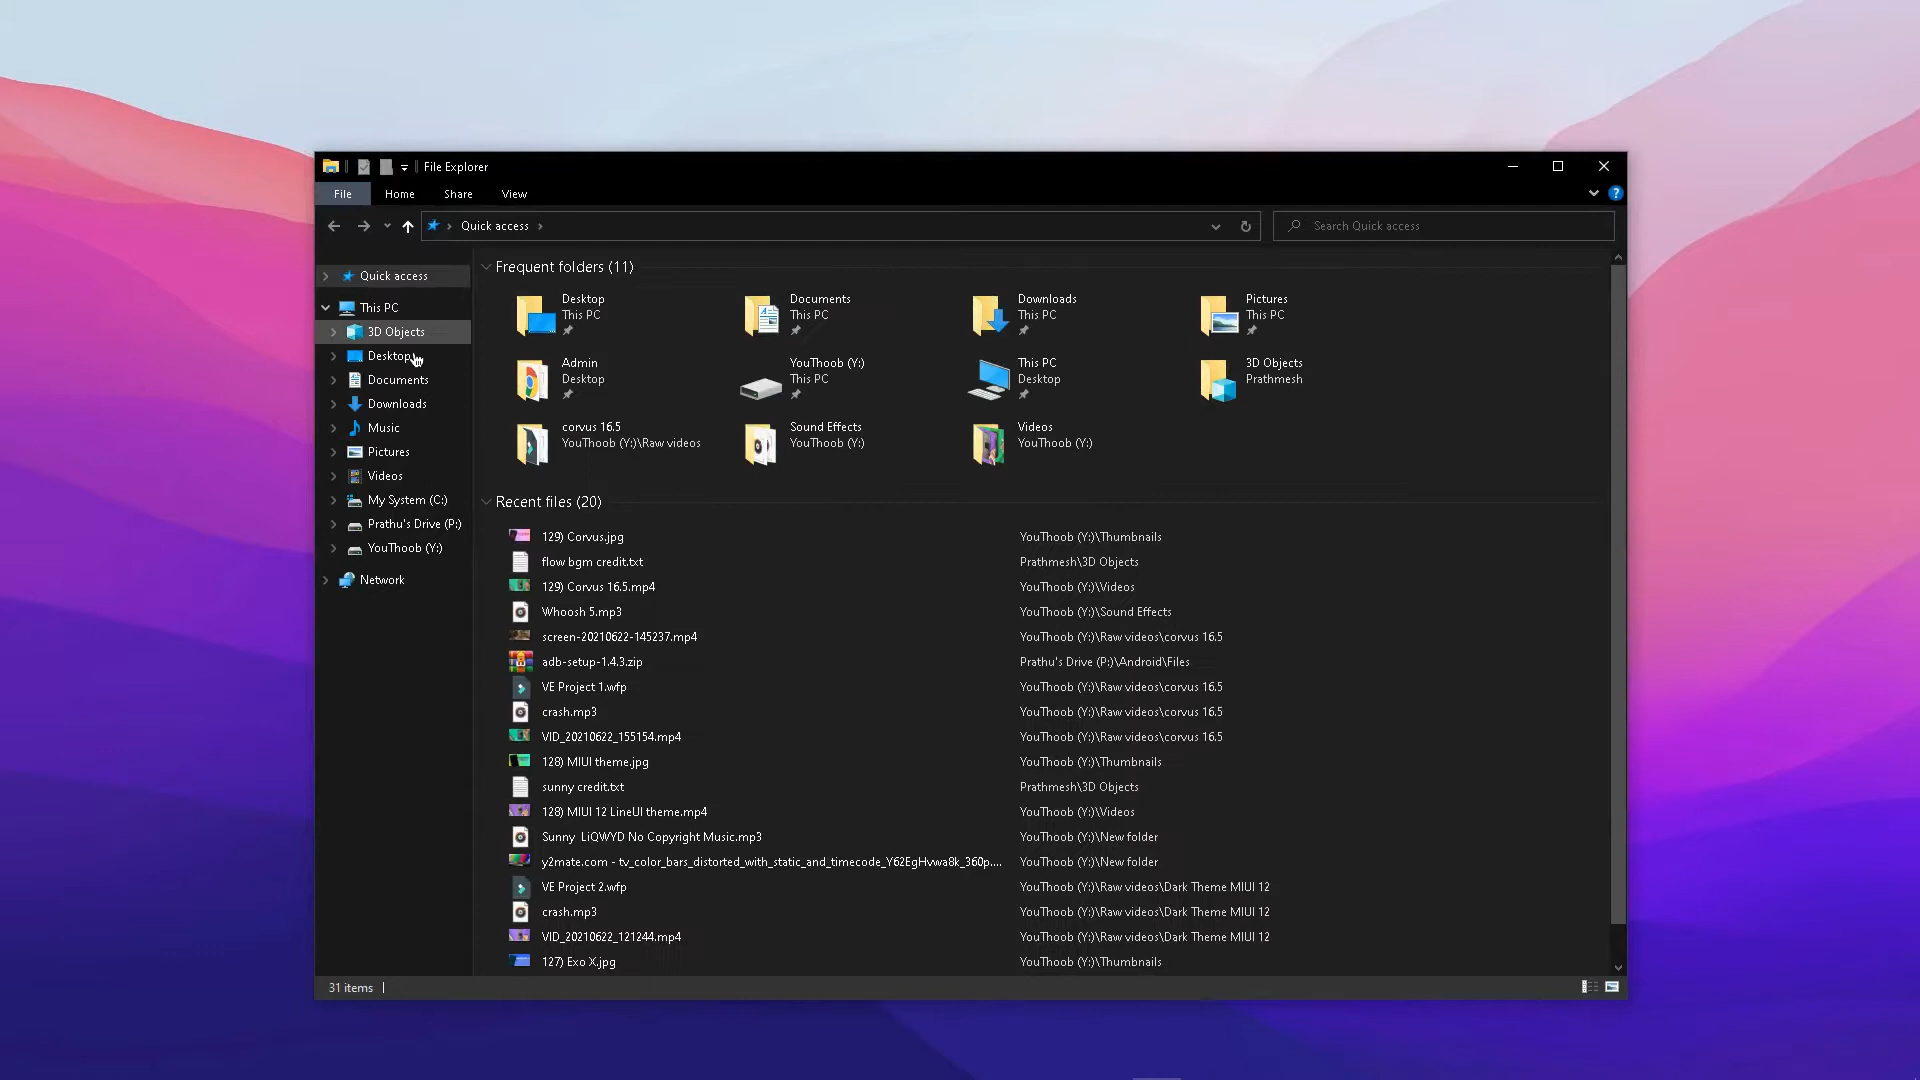 File Explorer
File Home Share View
Quick access
Search Quick access
Quick access
This PC
3D Objects
Desktop
Documents
Downloads
Music
Pictures
Videos
My System (C:)
Prathu's Drive (P:)
YouThoob (Y:)
Network
Frequent folders (11)
Desktop
This PC
Documents
This PC
Downloads
This PC
Pictures
This PC
Admin
Desktop
YouThoob (Y:)
This PC
This PC
Desktop
3D Objects
Prathmesh
corvus 16.5
YouThoob (Y:)\Raw videos
Sound Effects
YouThoob (Y:)
Videos
YouThoob (Y:)
Recent files (20)
129) Corvus.jpg YouThoob (Y:)\Thumbnails
flow bgm credit.txt Prathmesh\3D Objects
129) Corvus 16.5.mp4 YouThoob (Y:)\Videos
Whoosh 5.mp3 YouThoob (Y:)\Sound Effects
screen-20210622-145237.mp4 YouThoob (Y:)\Raw videos\corvus 16.5
adb-setup-1.4.3.zip Prathu's Drive (P:)\Android\Files
VE Project 1.wfp YouThoob (Y:)\Raw videos\corvus 16.5
crash.mp3 YouThoob (Y:)\Raw videos\corvus 16.5
VID_20210622_155154.mp4 YouThoob (Y:)\Raw videos\corvus 16.5
128) MIUI theme.jpg YouThoob (Y:)\Thumbnails
sunny credit.txt Prathmesh\3D Objects
128) MIUI 12 LineUI theme.mp4 YouThoob (Y:)\Videos
Sunny LiQWYD No Copyright Music.mp3 YouThoob (Y:)\New folder
y2mate.com - tv_color_bars_distorted_with_static_and_timecode_Y62EgHvwa8k_360p.... YouThoob (Y:)\New folder
VE Project 2.wfp YouThoob (Y:)\Raw videos\Dark Theme MIUI 12
crash.mp3 YouThoob (Y:)\Raw videos\Dark Theme MIUI 12
VID_20210622_121244.mp4 YouThoob (Y:)\Raw videos\Dark Theme MIUI 12
127) Exo X.jpg YouThoob (Y:)\Thumbnails
31 items